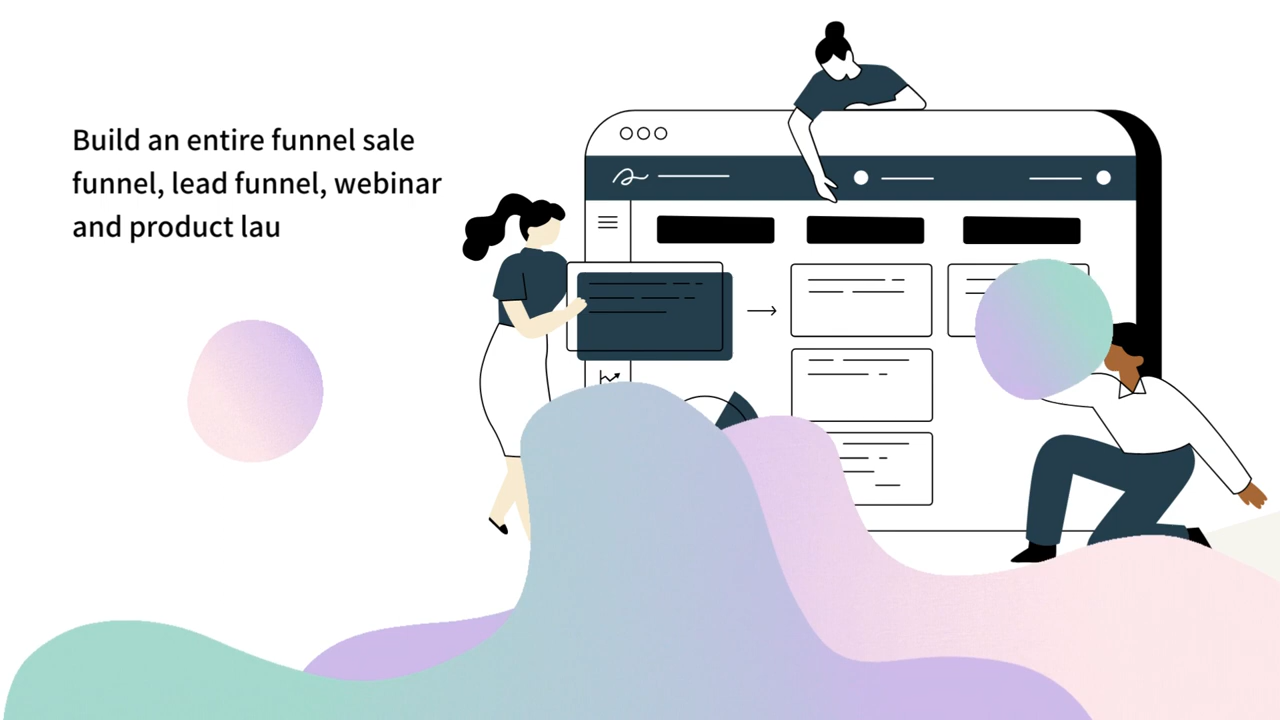 Build an entire funnel sale
funnel, lead funnel, webinar
and product lau